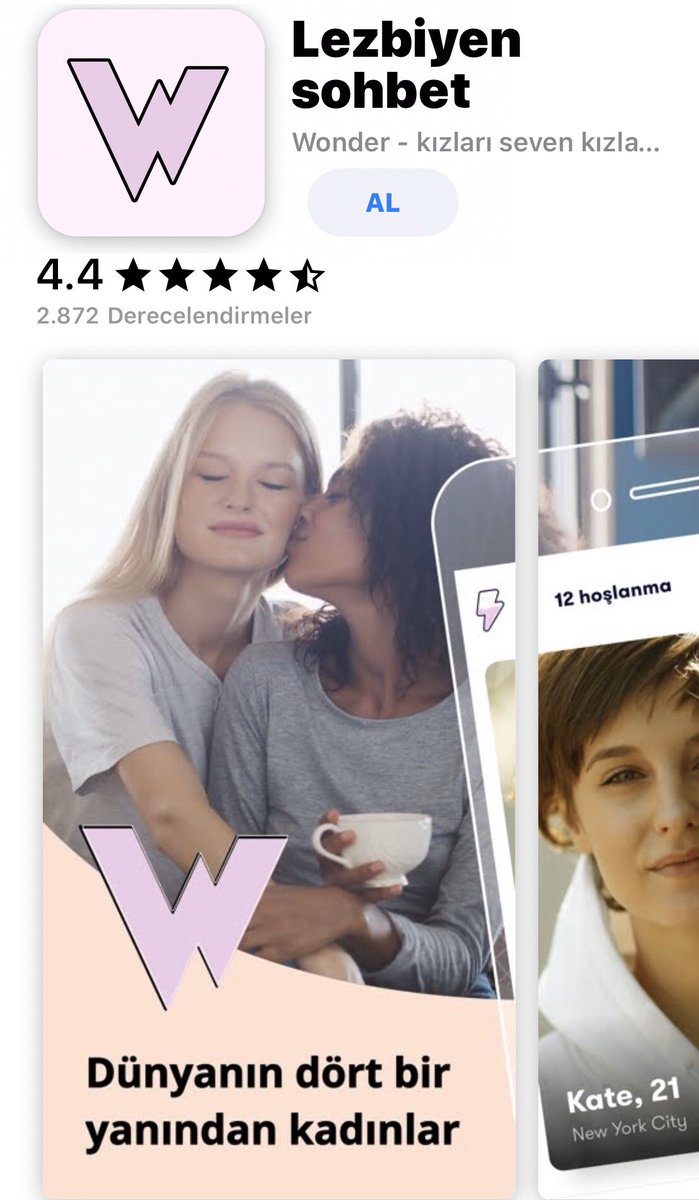 W
Lezbiyen
sohbet
Wonder - kızları seven kızla...
AL
4.4
2.872 Derecelendirmeler
12 hoşlanma
W
Dünyanın dört bir
yanından kadınlar
Kate, 21
New York City